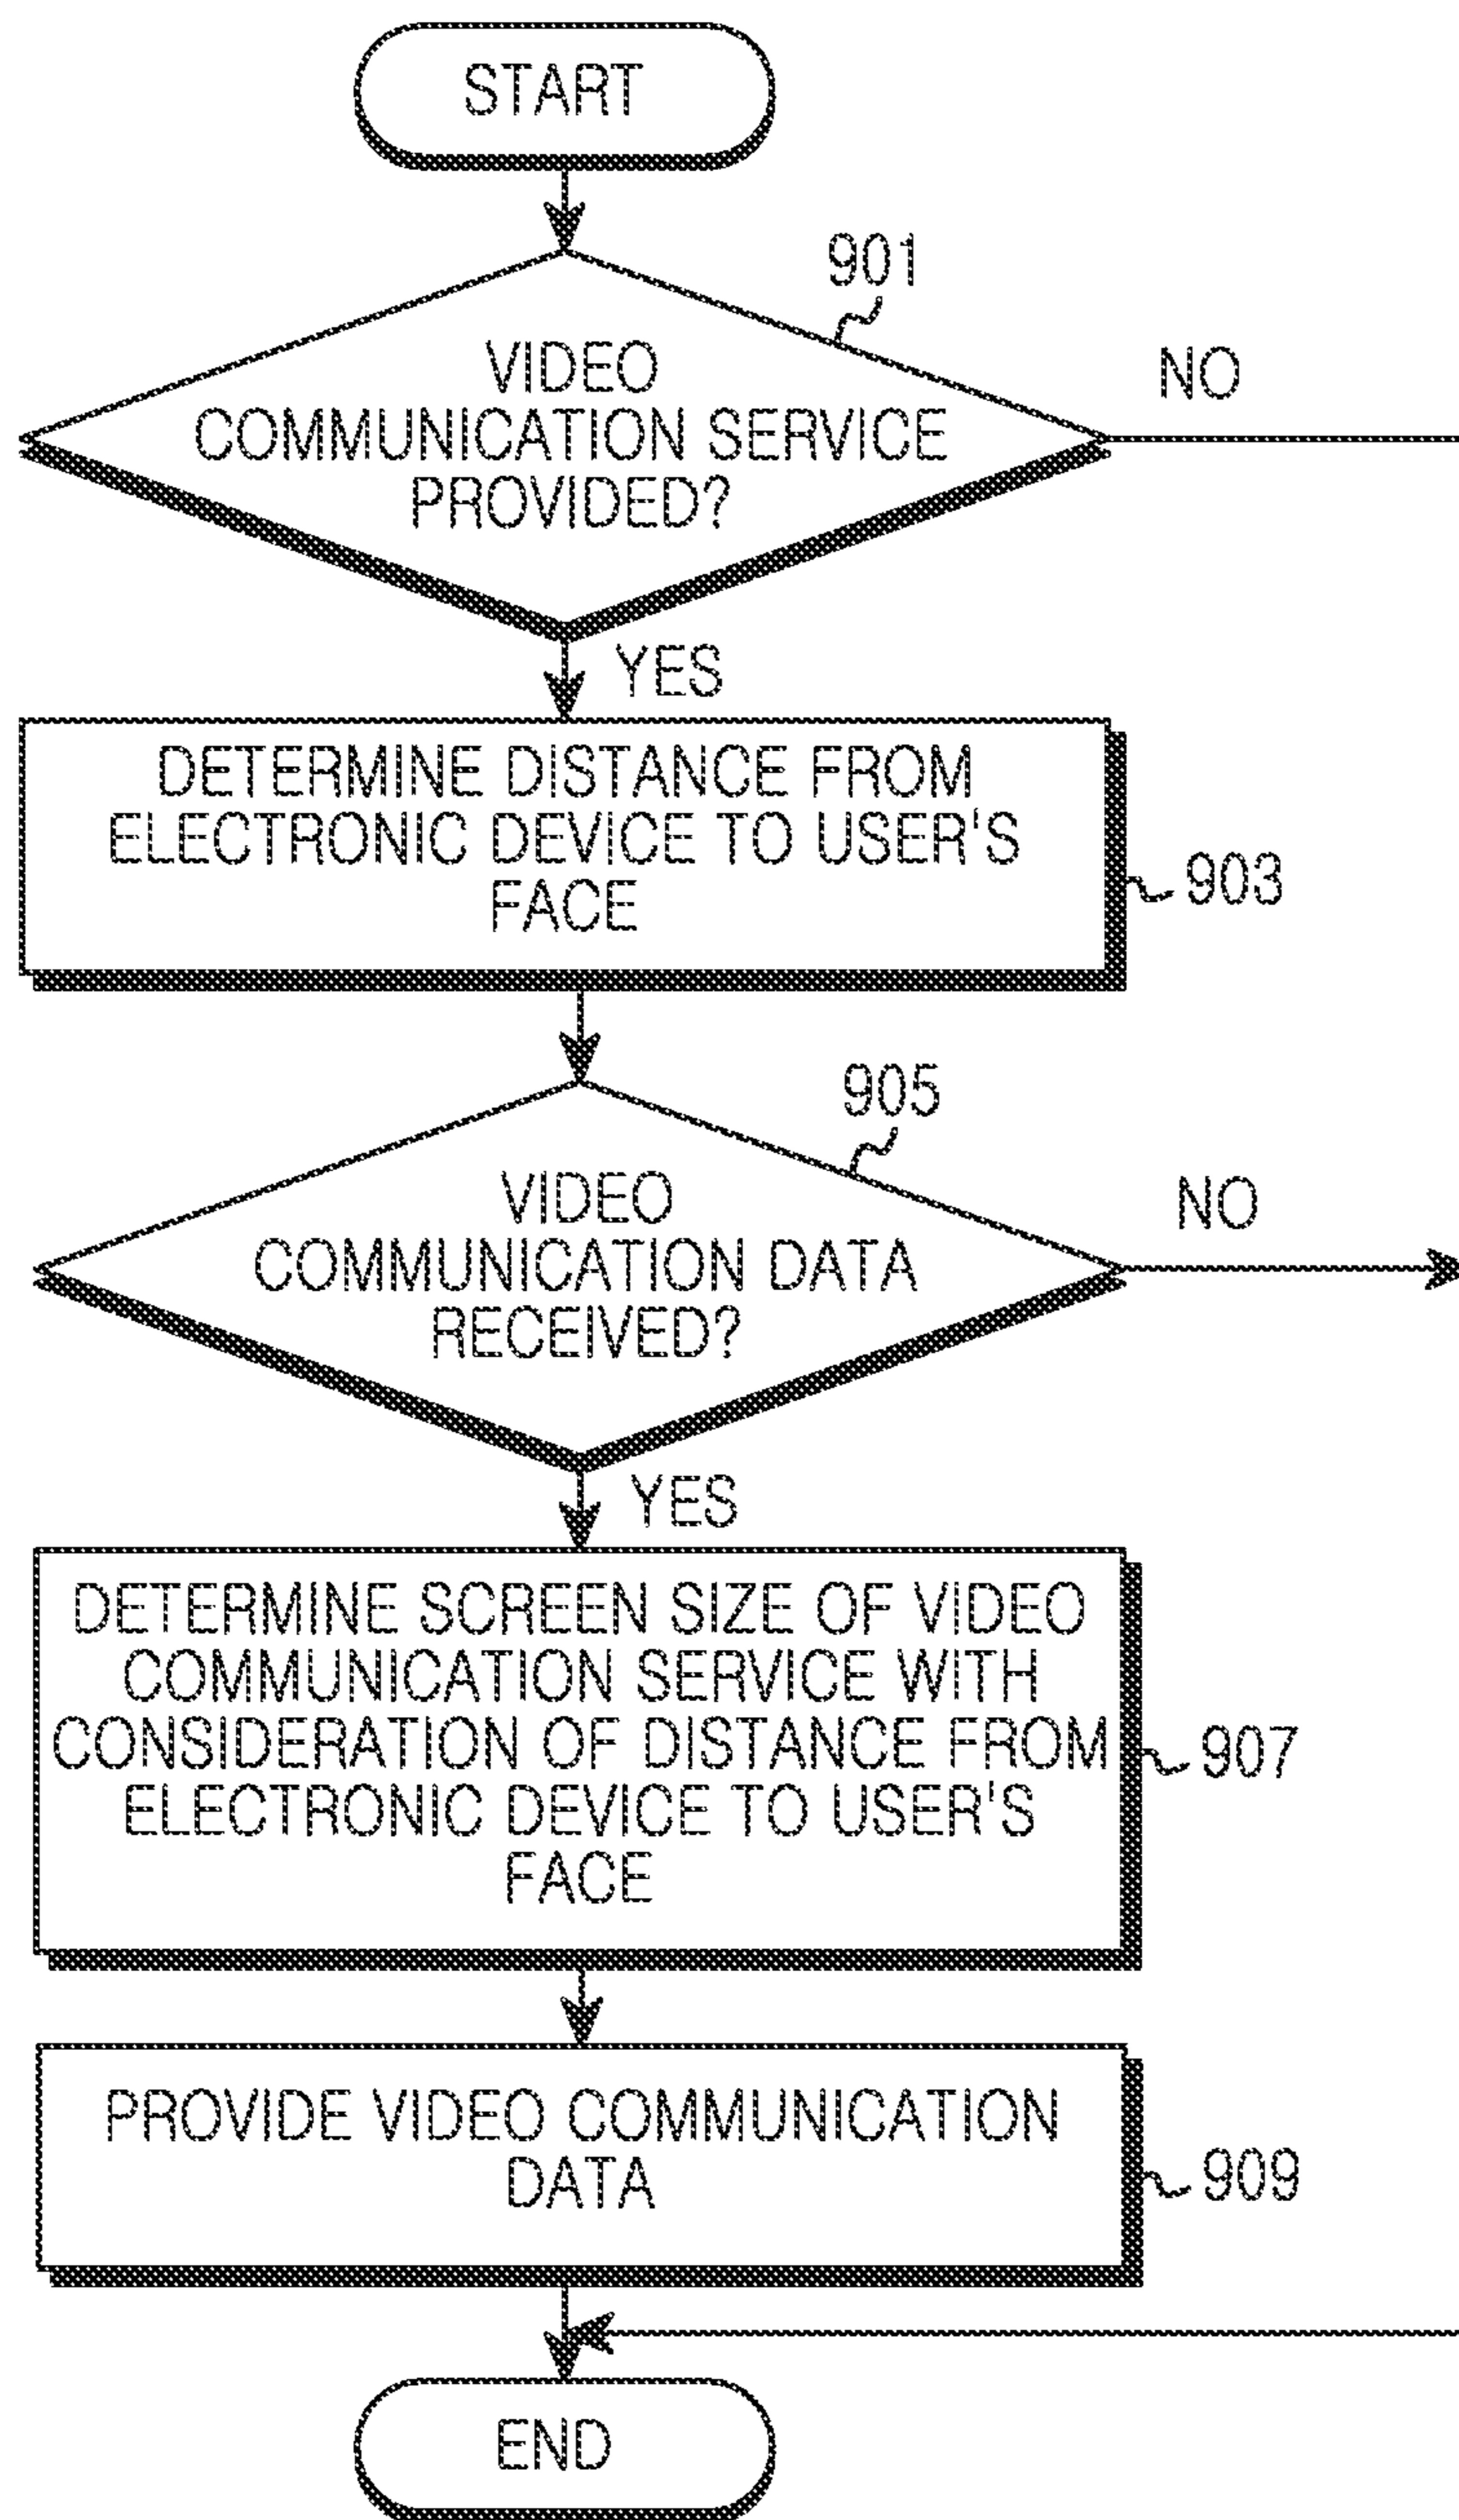 START
901
VIDEO
COMMUNICATION SERVICE
PROVIDED?
NO
YES
DETERMINE DISTANCE FROM
ELECTRONIC DEVICE TO USER'S
FACE
903
905
VIDEO
COMMUNICATION DATA
RECEIVED?
NO
YES
DETERMINE SCREEN SIZE OF VIDEO
COMMUNICATION SERVICE WITH
CONSIDERATION OF DISTANCE FROM
ELECTRONIC DEVICE TO USER'S
FACE
907
PROVIDE VIDEO COMMUNICATION
DATA
909
END